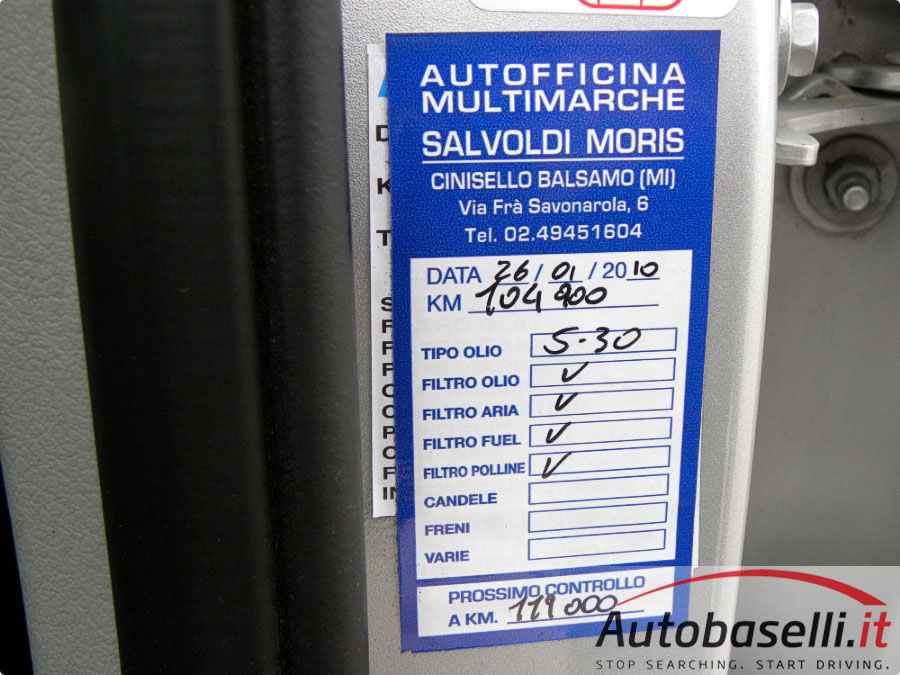 AUTOFFICINA
MULTIMARCHE
SALVOLDI MORIS
CINISELLO BALSAMO (MI)
Via Frà Savonarola, 6
Tel. 02.49451604
DATA 26/01/2010
KM 104900
TIPO OLIO 5-30
FILTRO OLIO ✓
FILTRO ARIA ✓
FILTRO FUEL ✓
FILTRO POLLINE ✓
CANDELE
FRENI
VARIE
PROSSIMO CONTROLLO
A KM. 119000
Autobaselli.it
STOP SEARCHING. START DRIVING.